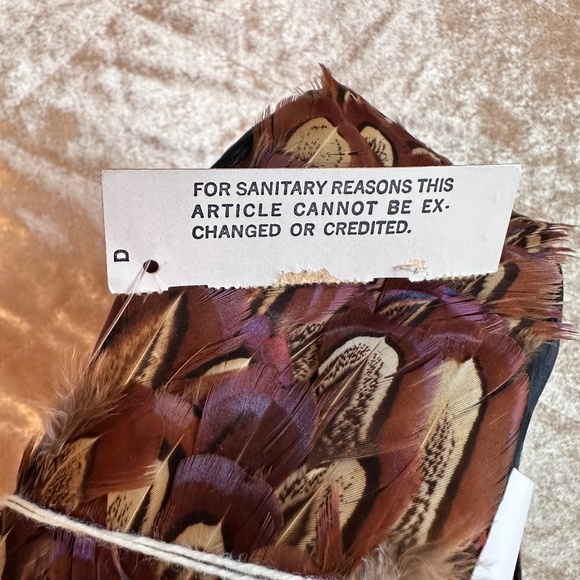 FOR SANITARY REASONS THIS
ARTICLE CANNOT BE EX-
CHANGED OR CREDITED.
D